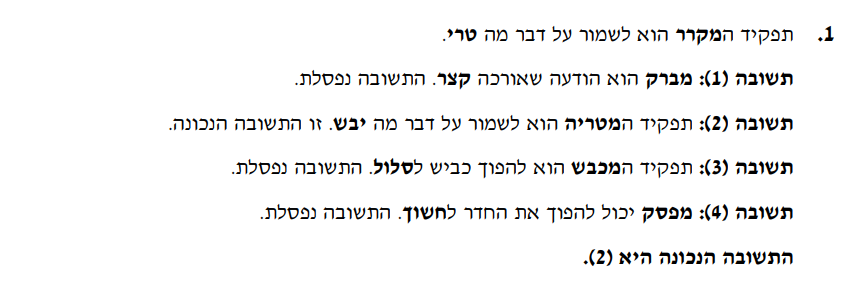 1. תפקיד המקרר הוא לשמור על דבר מה טרי.
תשובה (1): מברק הוא הודעה שאורכה קצר. התשובה נפסלת.
תשובה (2): תפקיד המטריה הוא לשמור על דבר מה יבש. זו התשובה הנכונה.
תשובה (3): תפקיד המכבש הוא להפוך כביש לסלול. התשובה נפסלת.
תשובה (4): מפסק יכול להפוך את החדר לחשוך. התשובה נפסלת.
התשובה הנכונה היא (2).